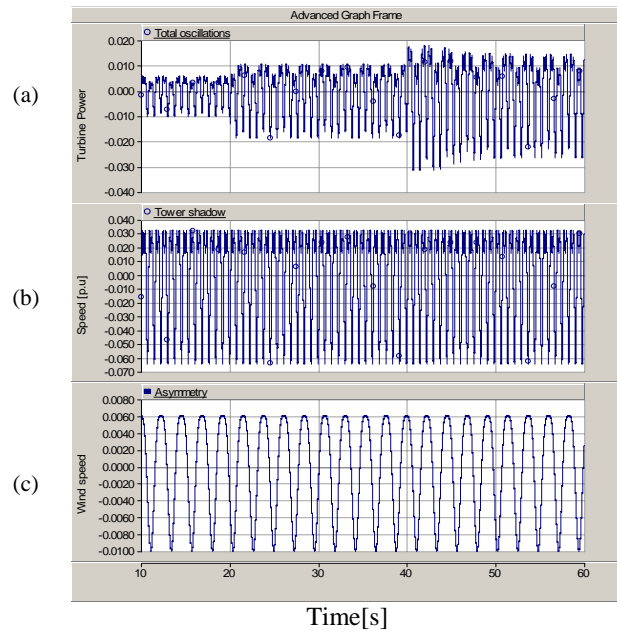 Advanced Graph Frame
(a)
Turbine Power
Total oscillations
0.020
0.010
0.000
-0.010
-0.020
-0.030
-0.040
(b)
Speed [p.u]
Tower shadow
0.040
0.030
0.020
0.010
0.000
-0.010
-0.020
-0.030
-0.040
-0.050
-0.060
-0.070
(c)
Wind speed
Asymmetry
0.0080
0.0060
0.0040
0.0020
0.0000
-0.0020
-0.0040
-0.0060
-0.0080
-0.0100
10 20 30 40 50 60
Time[s]